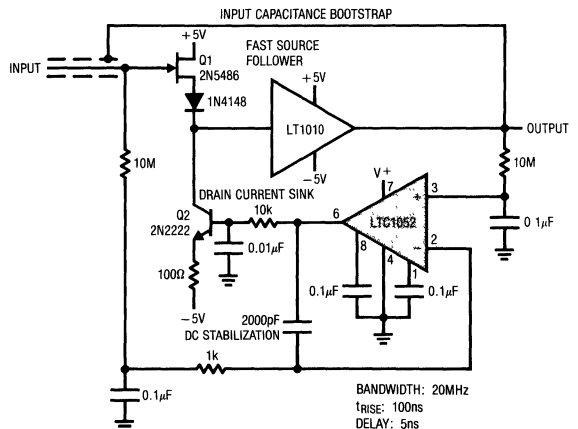 INPUT CAPACITANCE BOOTSTRAP
+5V
FAST SOURCE
FOLLOWER
Q1
2N5486
INPUT
+5V
1N4148
LT1010
OUTPUT
10M
−5V
V+
10M
7
3
DRAIN CURRENT SINK
+
Q2
2N2222
10k
6
LTC1052
0 1µF
−
2
8
4
1
0.01µF
100Ω
0.1µF
0.1µF
−5V
2000pF
DC STABILIZATION
1k
0.1µF
BANDWIDTH: 20MHz
tRISE: 100ns
DELAY: 5ns